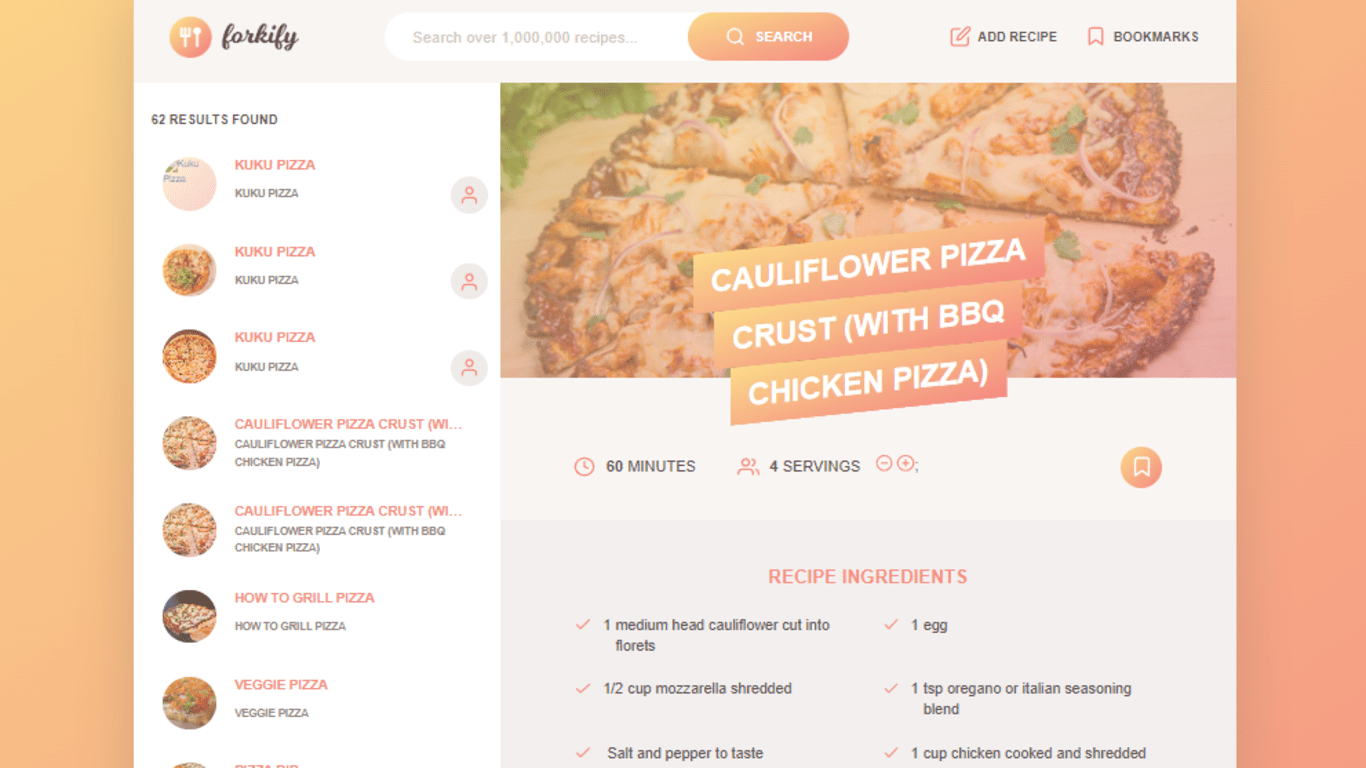 forkify
Search over 1,000,000 recipes...
SEARCH
ADD RECIPE
BOOKMARKS
62 RESULTS FOUND
Kuku
Pizza
KUKU PIZZA
KUKU PIZZA
KUKU PIZZA
KUKU PIZZA
KUKU PIZZA
KUKU PIZZA
CAULIFLOWER PIZZA CRUST (WI...
CAULIFLOWER PIZZA CRUST (WITH BBQ
CHICKEN PIZZA)
CAULIFLOWER PIZZA CRUST (WI...
CAULIFLOWER PIZZA CRUST (WITH BBQ
CHICKEN PIZZA)
HOW TO GRILL PIZZA
HOW TO GRILL PIZZA
VEGGIE PIZZA
VEGGIE PIZZA
PIZZA DIP
CAULIFLOWER PIZZA
CRUST (WITH BBQ
CHICKEN PIZZA)
60 MINUTES
4 SERVINGS
;
RECIPE INGREDIENTS
1 medium head cauliflower cut into
florets
1 egg
1/2 cup mozzarella shredded
1 tsp oregano or italian seasoning
blend
Salt and pepper to taste
1 cup chicken cooked and shredded